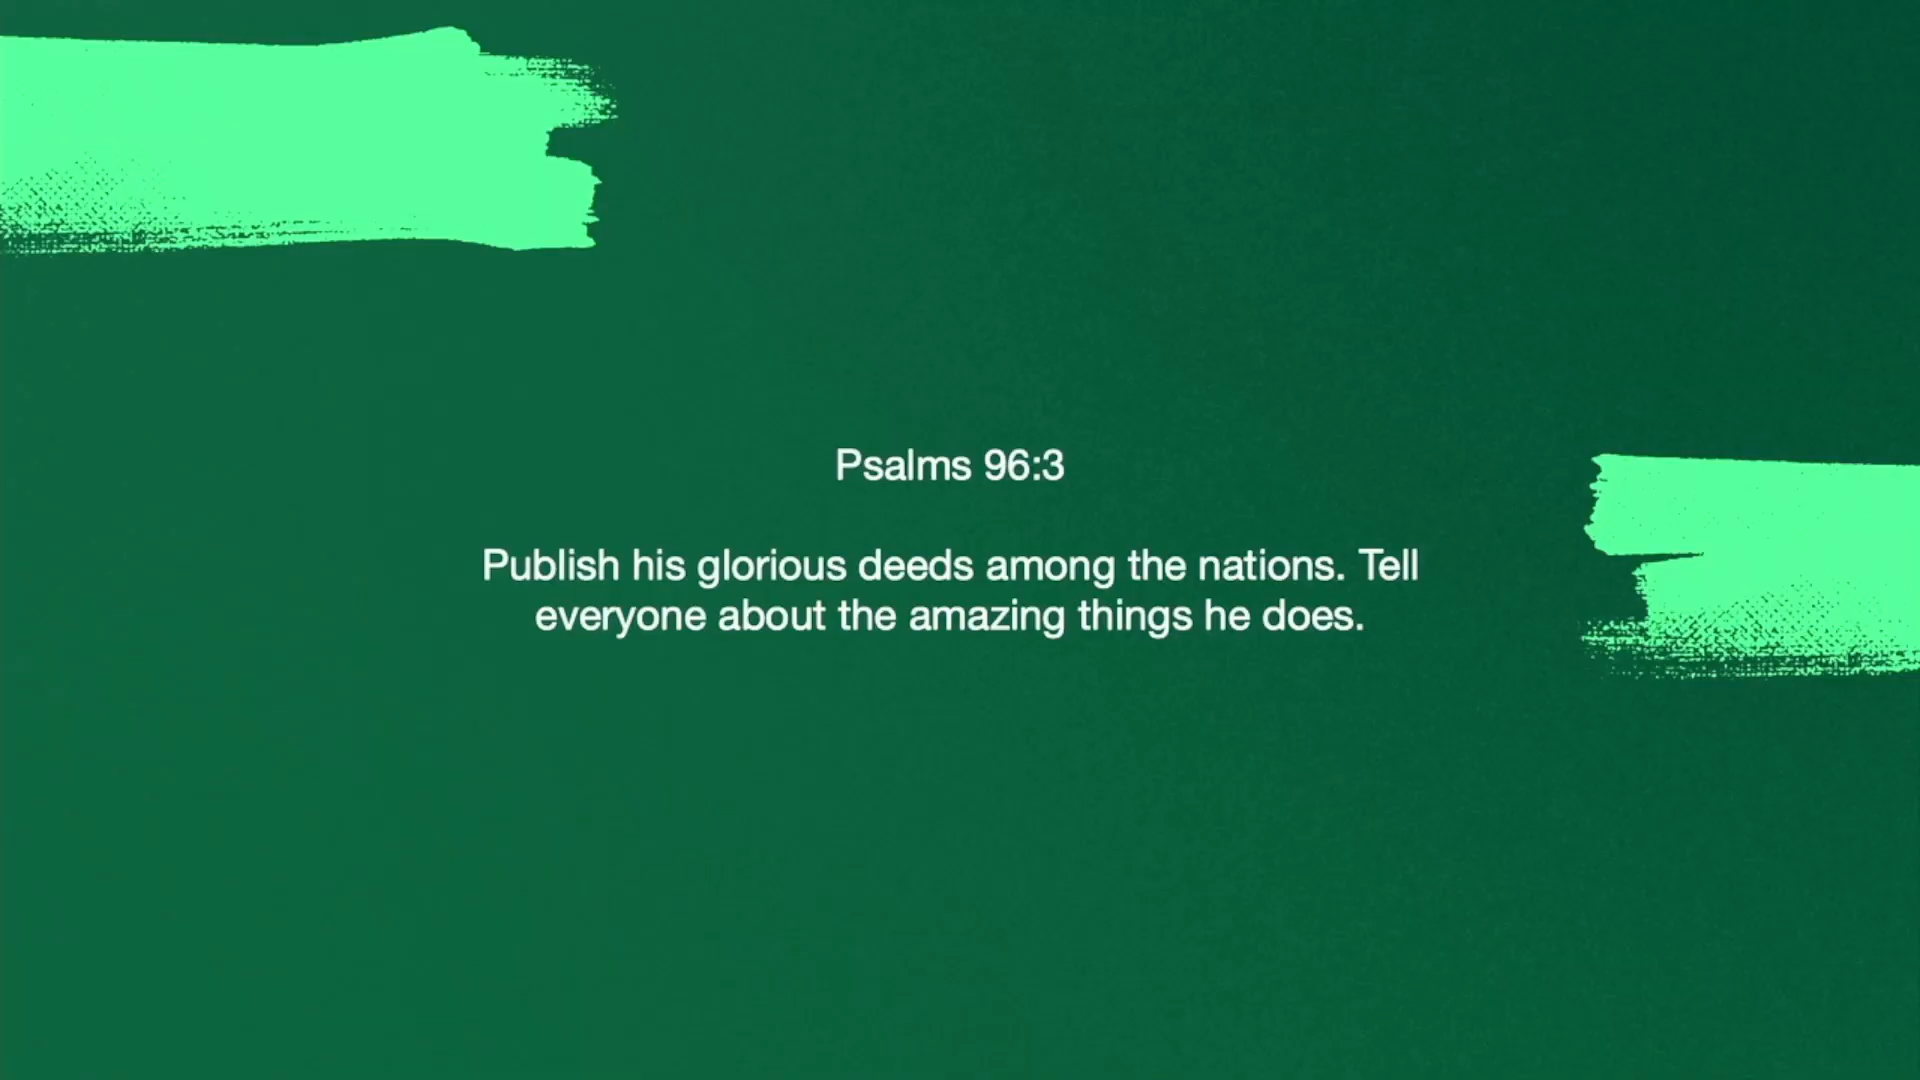 Psalms 96:3
Publish his glorious deeds among the nations. Tell
everyone about the amazing things he does.